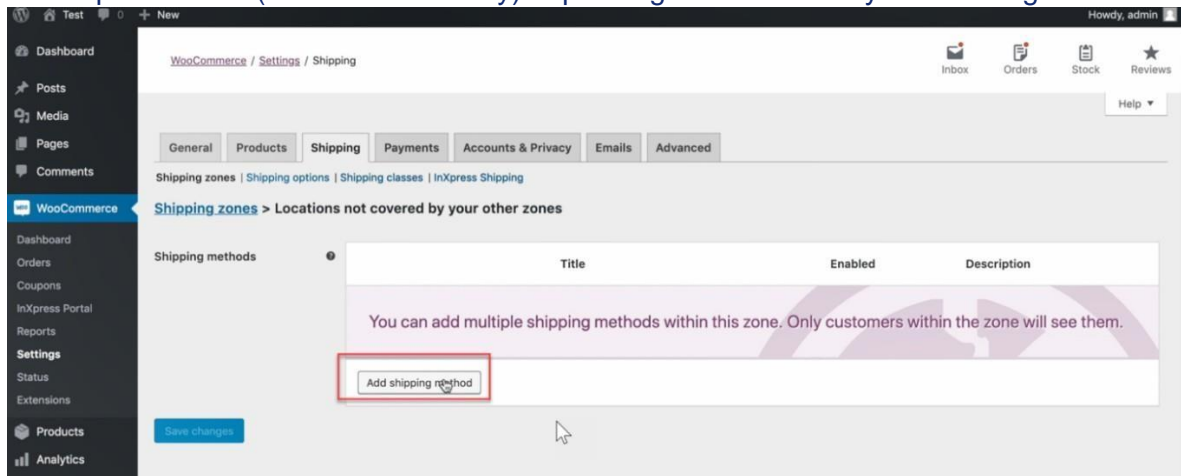 Test 0 + New
Howdy, admin
Dashboard
Posts
Media
Pages
Comments
WooCommerce
Dashboard
Orders
Coupons
InXpress Portal
Reports
Settings
Status
Extensions
Products
Analytics
WooCommerce / Settings / Shipping
Inbox
Orders
Stock
Reviews
Help ▼
General Products Shipping Payments Accounts & Privacy Emails Advanced
Shipping zones | Shipping options | Shipping classes | InXpress Shipping
Shipping zones > Locations not covered by your other zones
Shipping methods
Title Enabled Description
You can add multiple shipping methods within this zone. Only customers within the zone will see them.
Add shipping method
Save changes